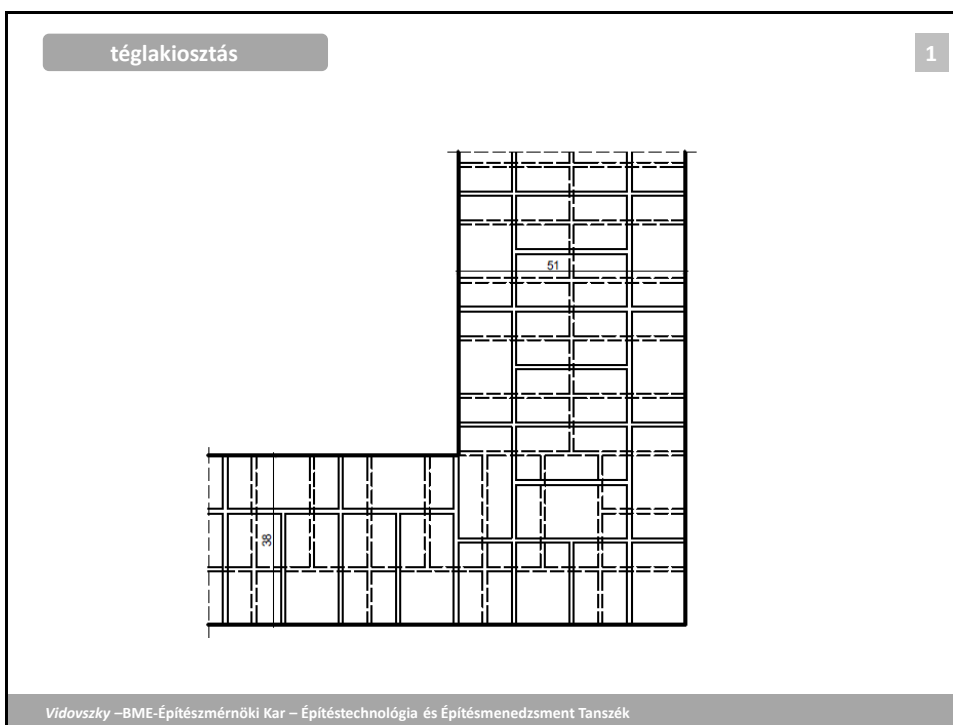 téglakiosztás
1
51
38
Vidovszky –BME-Építészmérnöki Kar – Építéstechnológia és Építésmenedzsment Tanszék